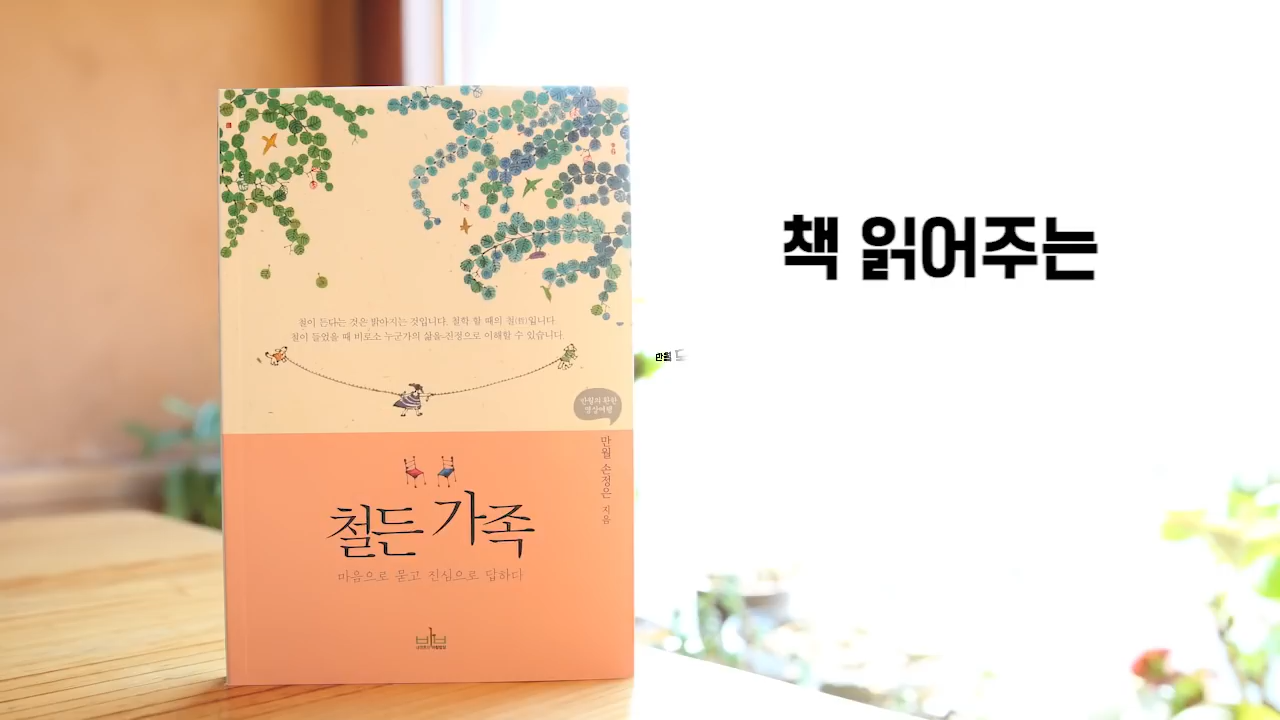 책 읽어주는
만월
철이 든다는 것은 밝아지는 것입니다. 철학 할 때의 철(哲)입니다.
철이 들었을 때 비로소 누군가의 삶을 진정으로 이해할 수 있습니다.
만월의 환한
명상여행
만월 손정은 지음
철든 가족
마음으로 묻고 진심으로 답하다